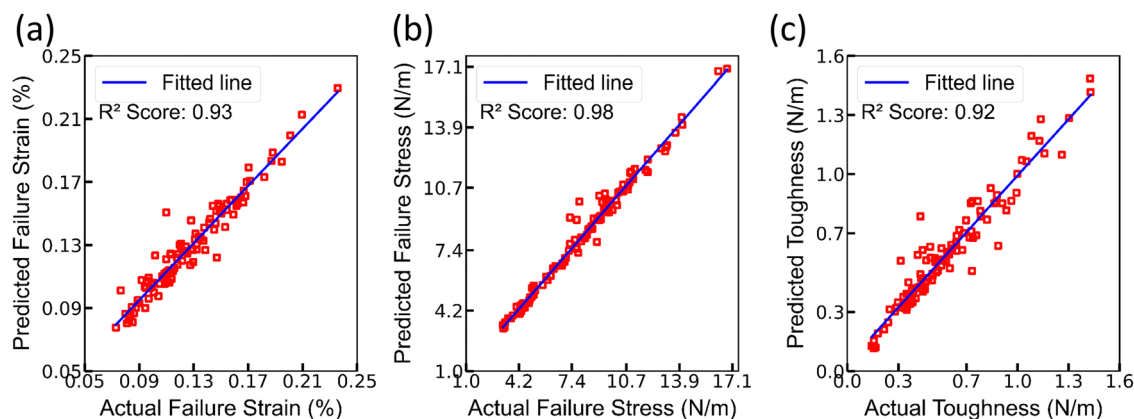 (a)
0.25
0.21
0.17
0.13
0.09
0.05
Predicted Failure Strain (%)
Fitted line
R² Score: 0.93
0.05 0.09 0.13 0.17 0.21 0.25
Actual Failure Strain (%)
(b)
17.1
13.9
10.7
7.4
4.2
1.0
Predicted Failure Stress (N/m)
Fitted line
R² Score: 0.98
1.0 4.2 7.4 10.7 13.9 17.1
Actual Failure Stress (N/m)
(c)
1.6
1.3
1.0
0.7
0.3
0.0
Predicted Toughness (N/m)
Fitted line
R² Score: 0.92
0.0 0.3 0.7 1.0 1.3 1.6
Actual Toughness (N/m)